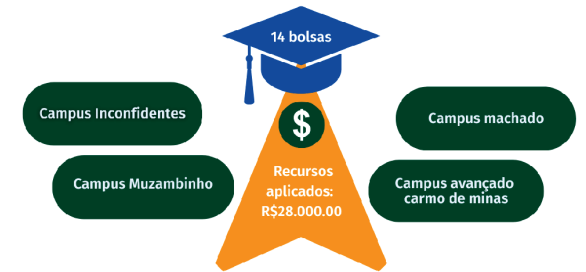 14 bolsas
Campus Inconfidentes
Campus machado
$
Recursos
aplicados:
R$28.000.00
Campus Muzambinho
Campus avançado
carmo de minas